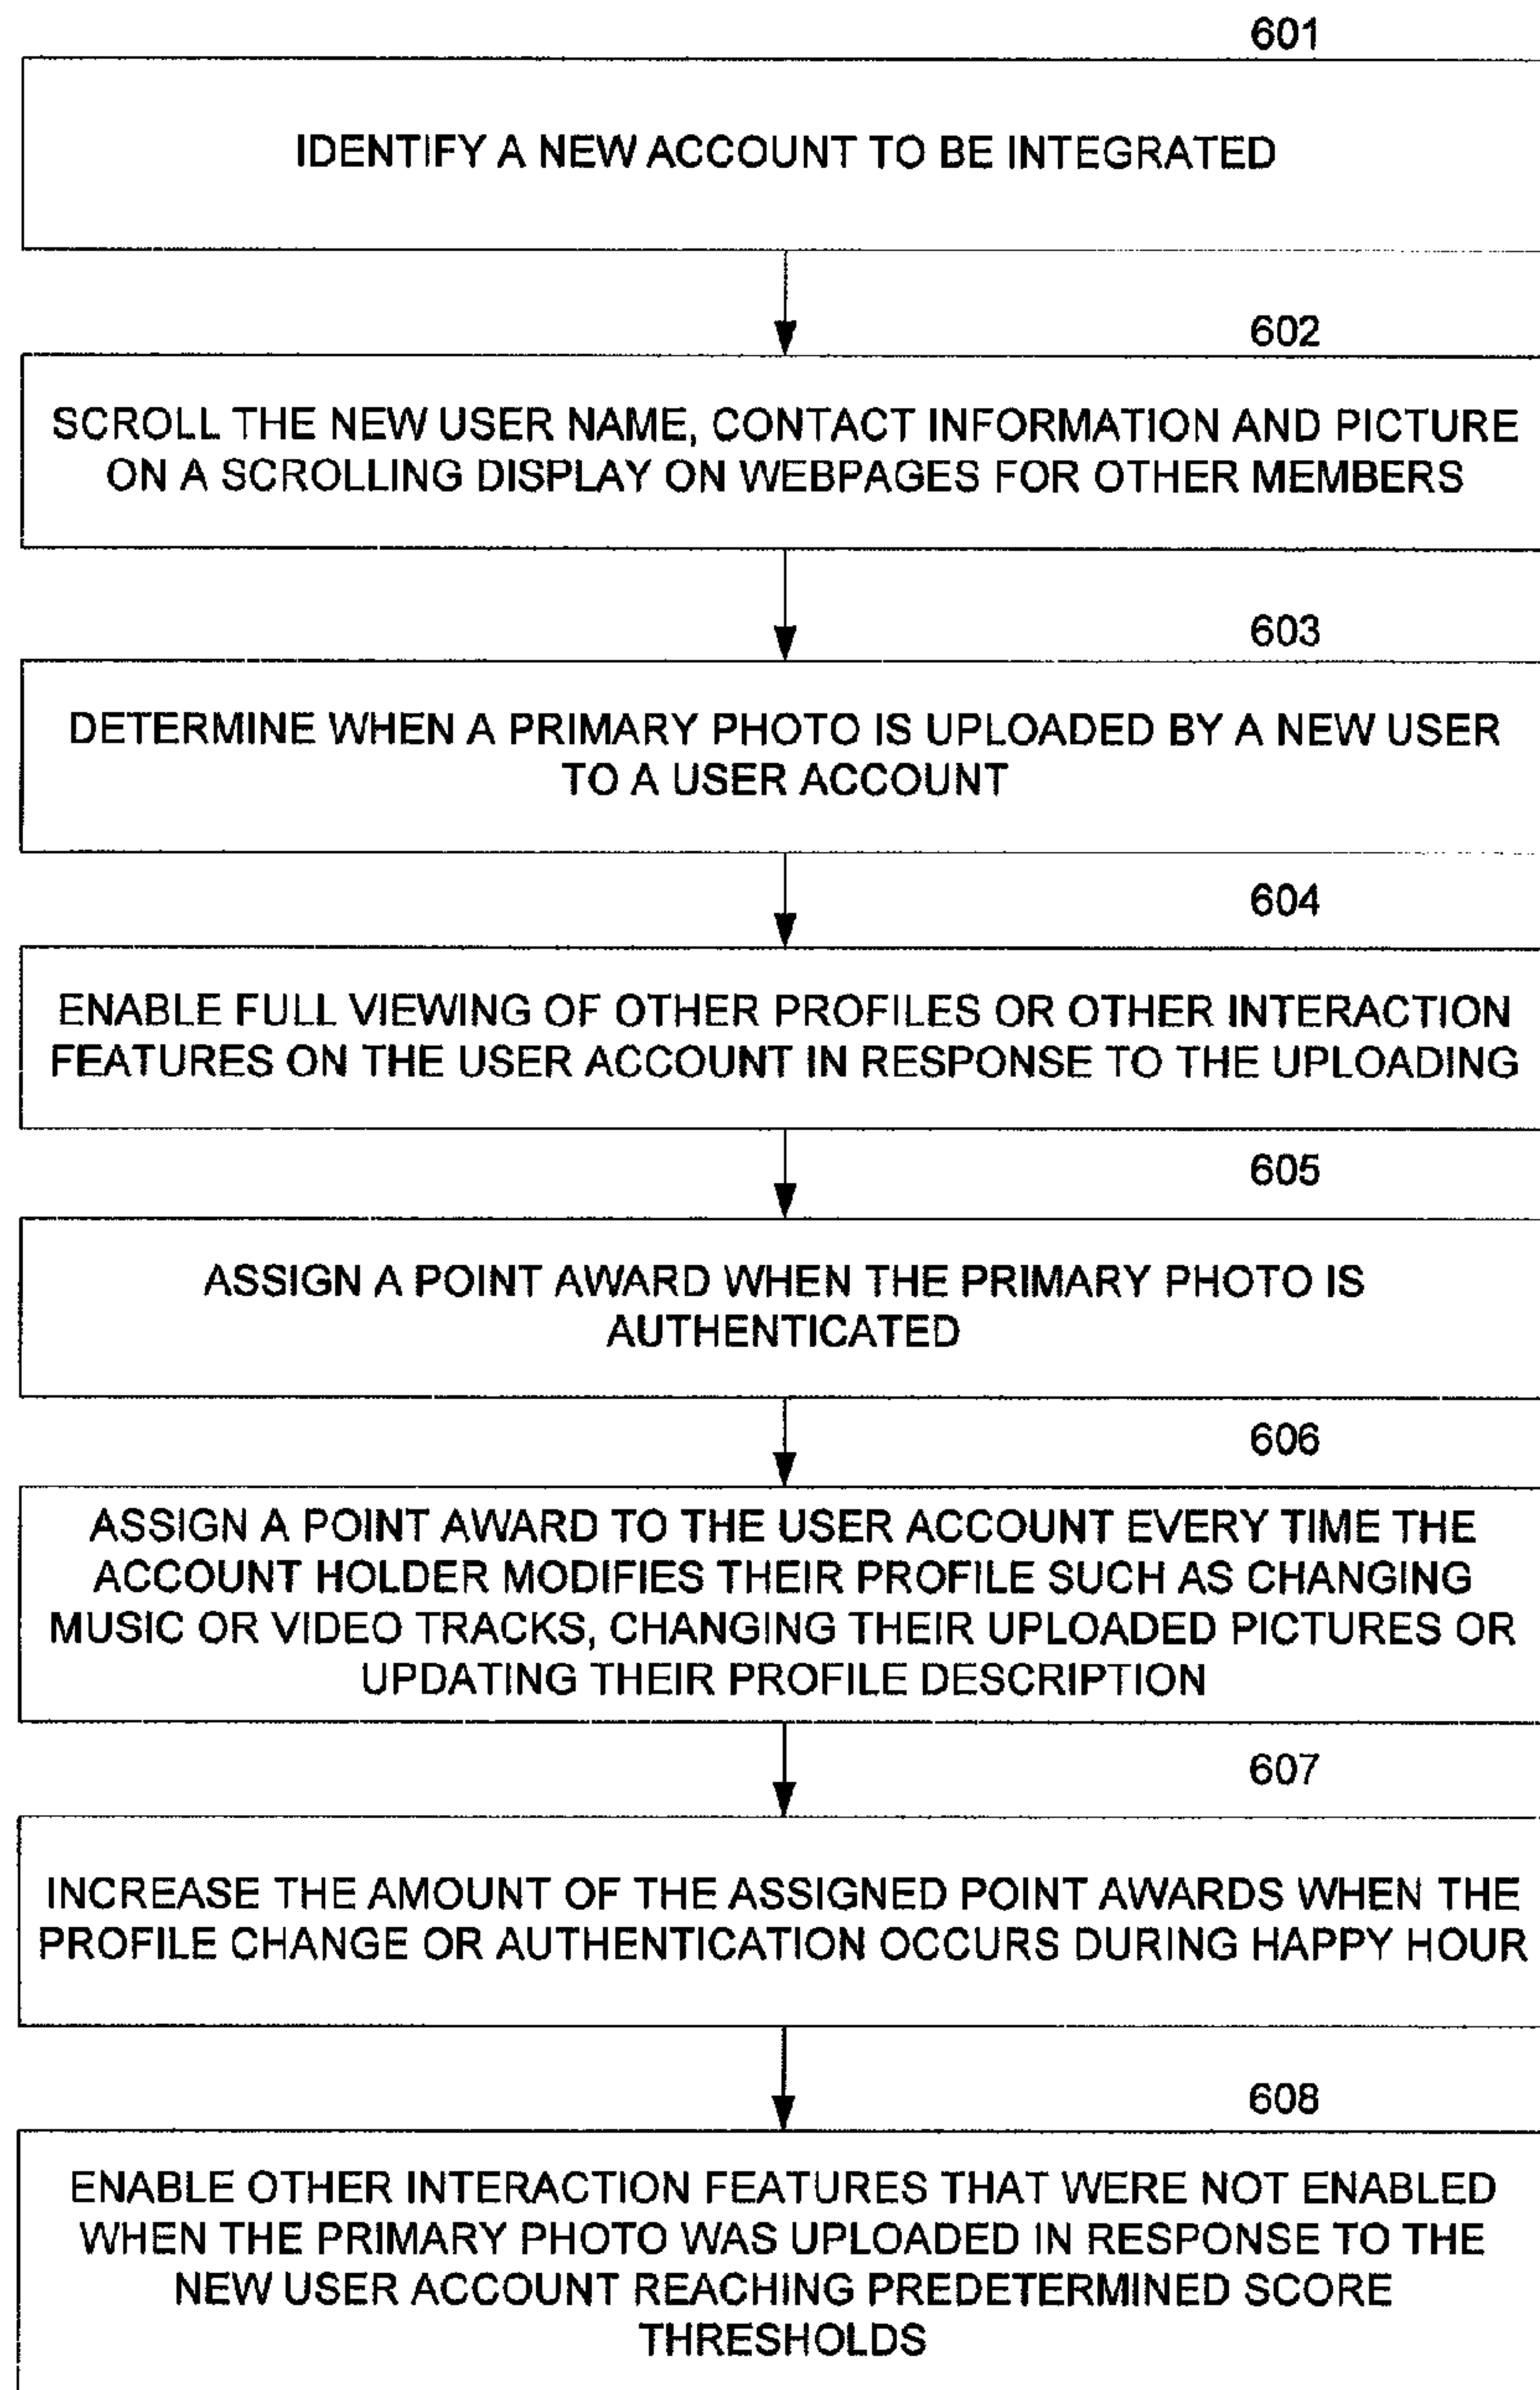 601
IDENTIFY A NEW ACCOUNT TO BE INTEGRATED
602
SCROLL THE NEW USER NAME, CONTACT INFORMATION AND PICTURE
ON A SCROLLING DISPLAY ON WEBPAGES FOR OTHER MEMBERS
603
DETERMINE WHEN A PRIMARY PHOTO IS UPLOADED BY A NEW USER
TO A USER ACCOUNT
604
ENABLE FULL VIEWING OF OTHER PROFILES OR OTHER INTERACTION
FEATURES ON THE USER ACCOUNT IN RESPONSE TO THE UPLOADING
605
ASSIGN A POINT AWARD WHEN THE PRIMARY PHOTO IS
AUTHENTICATED
606
ASSIGN A POINT AWARD TO THE USER ACCOUNT EVERY TIME THE
ACCOUNT HOLDER MODIFIES THEIR PROFILE SUCH AS CHANGING
MUSIC OR VIDEO TRACKS, CHANGING THEIR UPLOADED PICTURES OR
UPDATING THEIR PROFILE DESCRIPTION
607
INCREASE THE AMOUNT OF THE ASSIGNED POINT AWARDS WHEN THE
PROFILE CHANGE OR AUTHENTICATION OCCURS DURING HAPPY HOUR
608
ENABLE OTHER INTERACTION FEATURES THAT WERE NOT ENABLED
WHEN THE PRIMARY PHOTO WAS UPLOADED IN RESPONSE TO THE
NEW USER ACCOUNT REACHING PREDETERMINED SCORE
THRESHOLDS